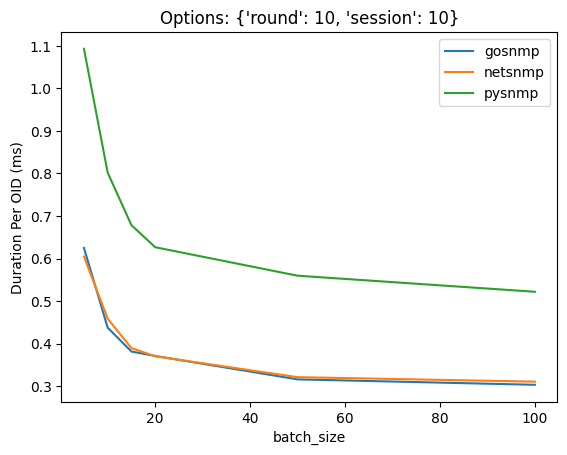 Options: {'round': 10, 'session': 10}
gosnmp
netsnmp
pysnmp
Duration Per OID (ms)
1.1
1.0
0.9
0.8
0.7
0.6
0.5
0.4
0.3
20
40
60
80
100
batch_size